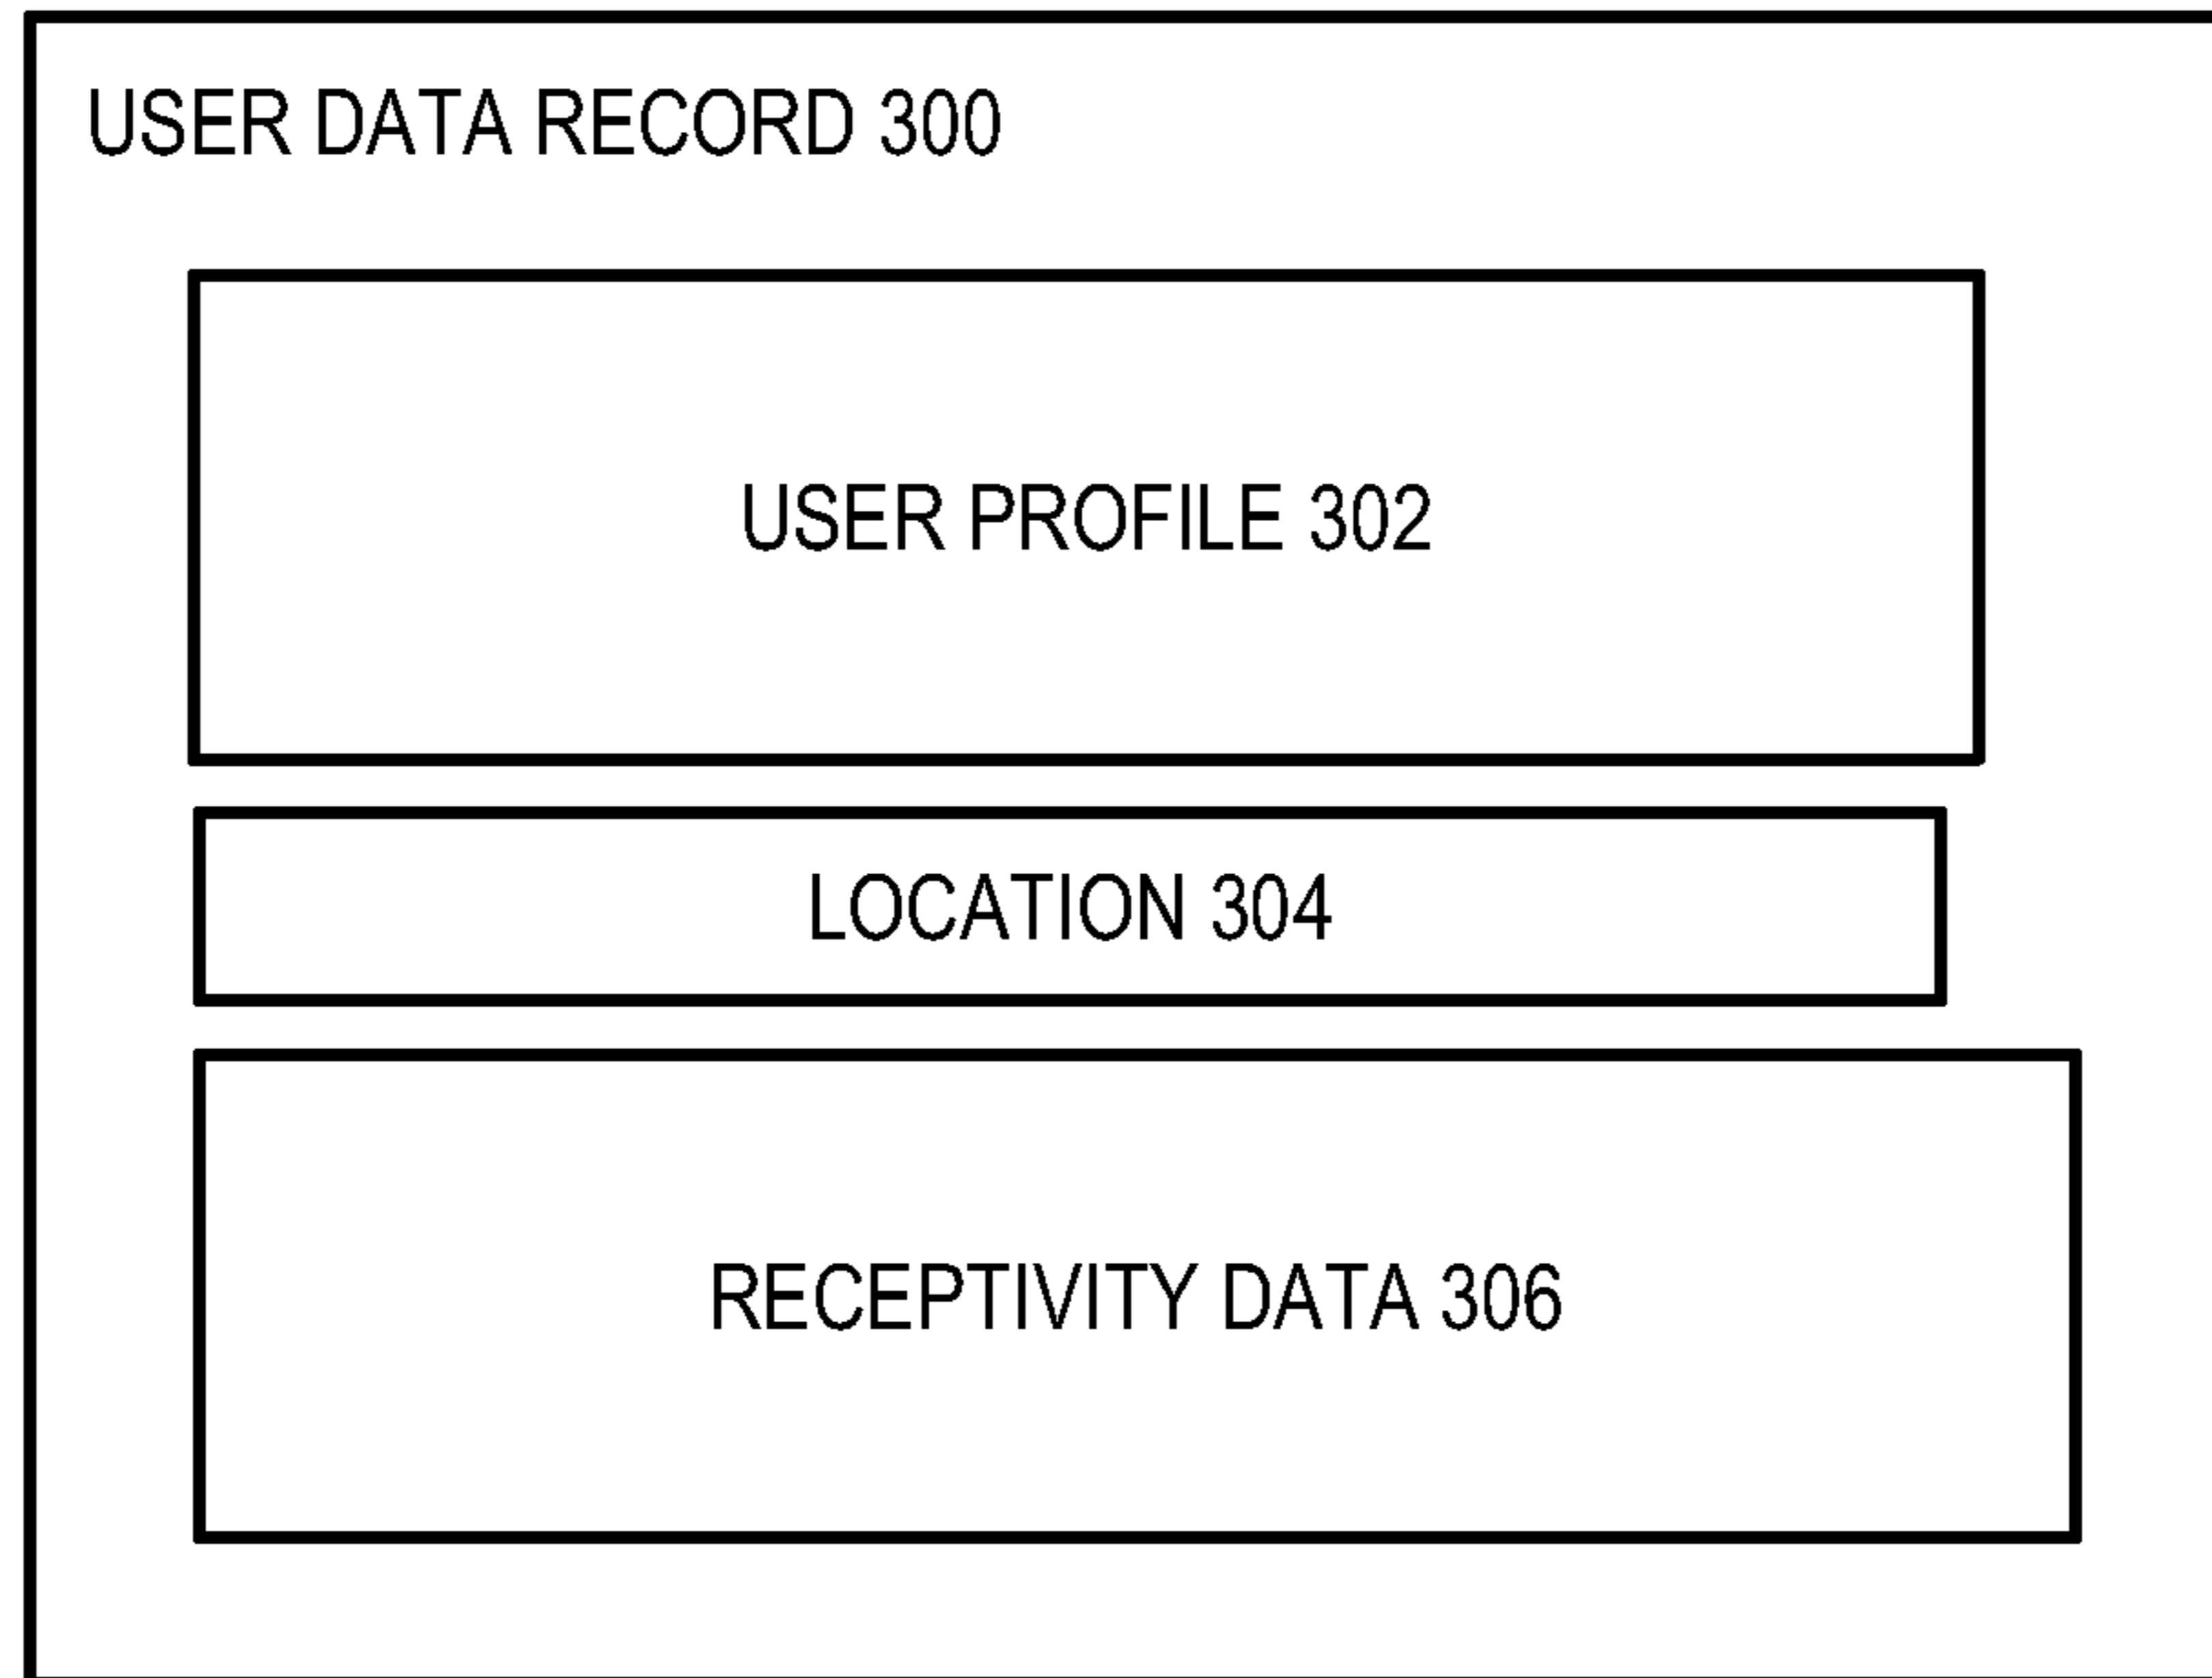 USER DATA RECORD 300
USER PROFILE 302
LOCATION 304
RECEPTIVITY DATA 306